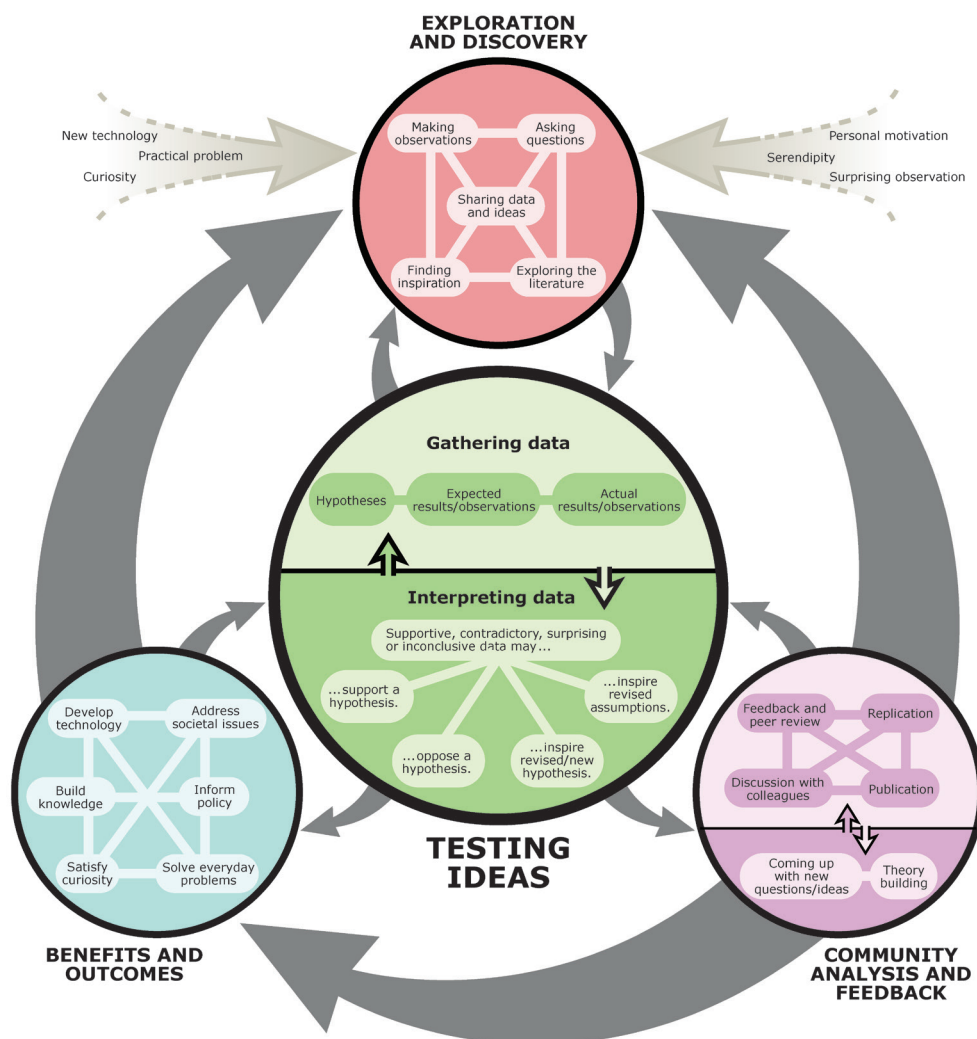 EXPLORATION
AND DISCOVERY
New technology
Practical problem
Curiosity
Personal motivation
Serendipity
Surprising observation
Making
observations
Asking
questions
Sharing data
and ideas
Finding
inspiration
Exploring the
literature
Gathering data
Hypotheses
Expected
results/observations
Actual
results/observations
Interpreting data
Supportive, contradictory, surprising
or inconclusive data may...
...support a
hypothesis.
...oppose a
hypothesis.
...inspire
revised/new
hypothesis.
...inspire
revised
assumptions.
TESTING
IDEAS
Develop
technology
Address
societal issues
Build
knowledge
Inform
policy
Satisfy
curiosity
Solve everyday
problems
BENEFITS AND
OUTCOMES
Feedback and
peer review
Replication
Discussion with
colleagues
Publication
Coming up
with new
questions/ideas
Theory
building
COMMUNITY
ANALYSIS AND
FEEDBACK